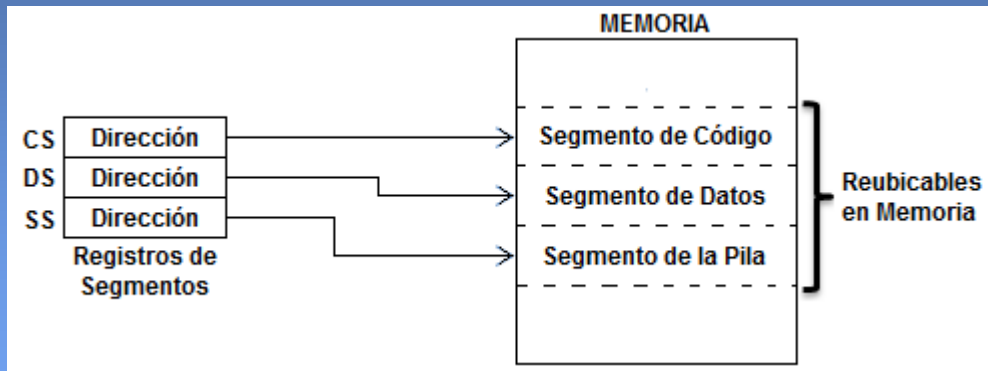 MEMORIA
CS Dirección
DS Dirección
SS Dirección
Registros de
Segmentos
Segmento de Código
Segmento de Datos
Segmento de la Pila
Reubicables
en Memoria